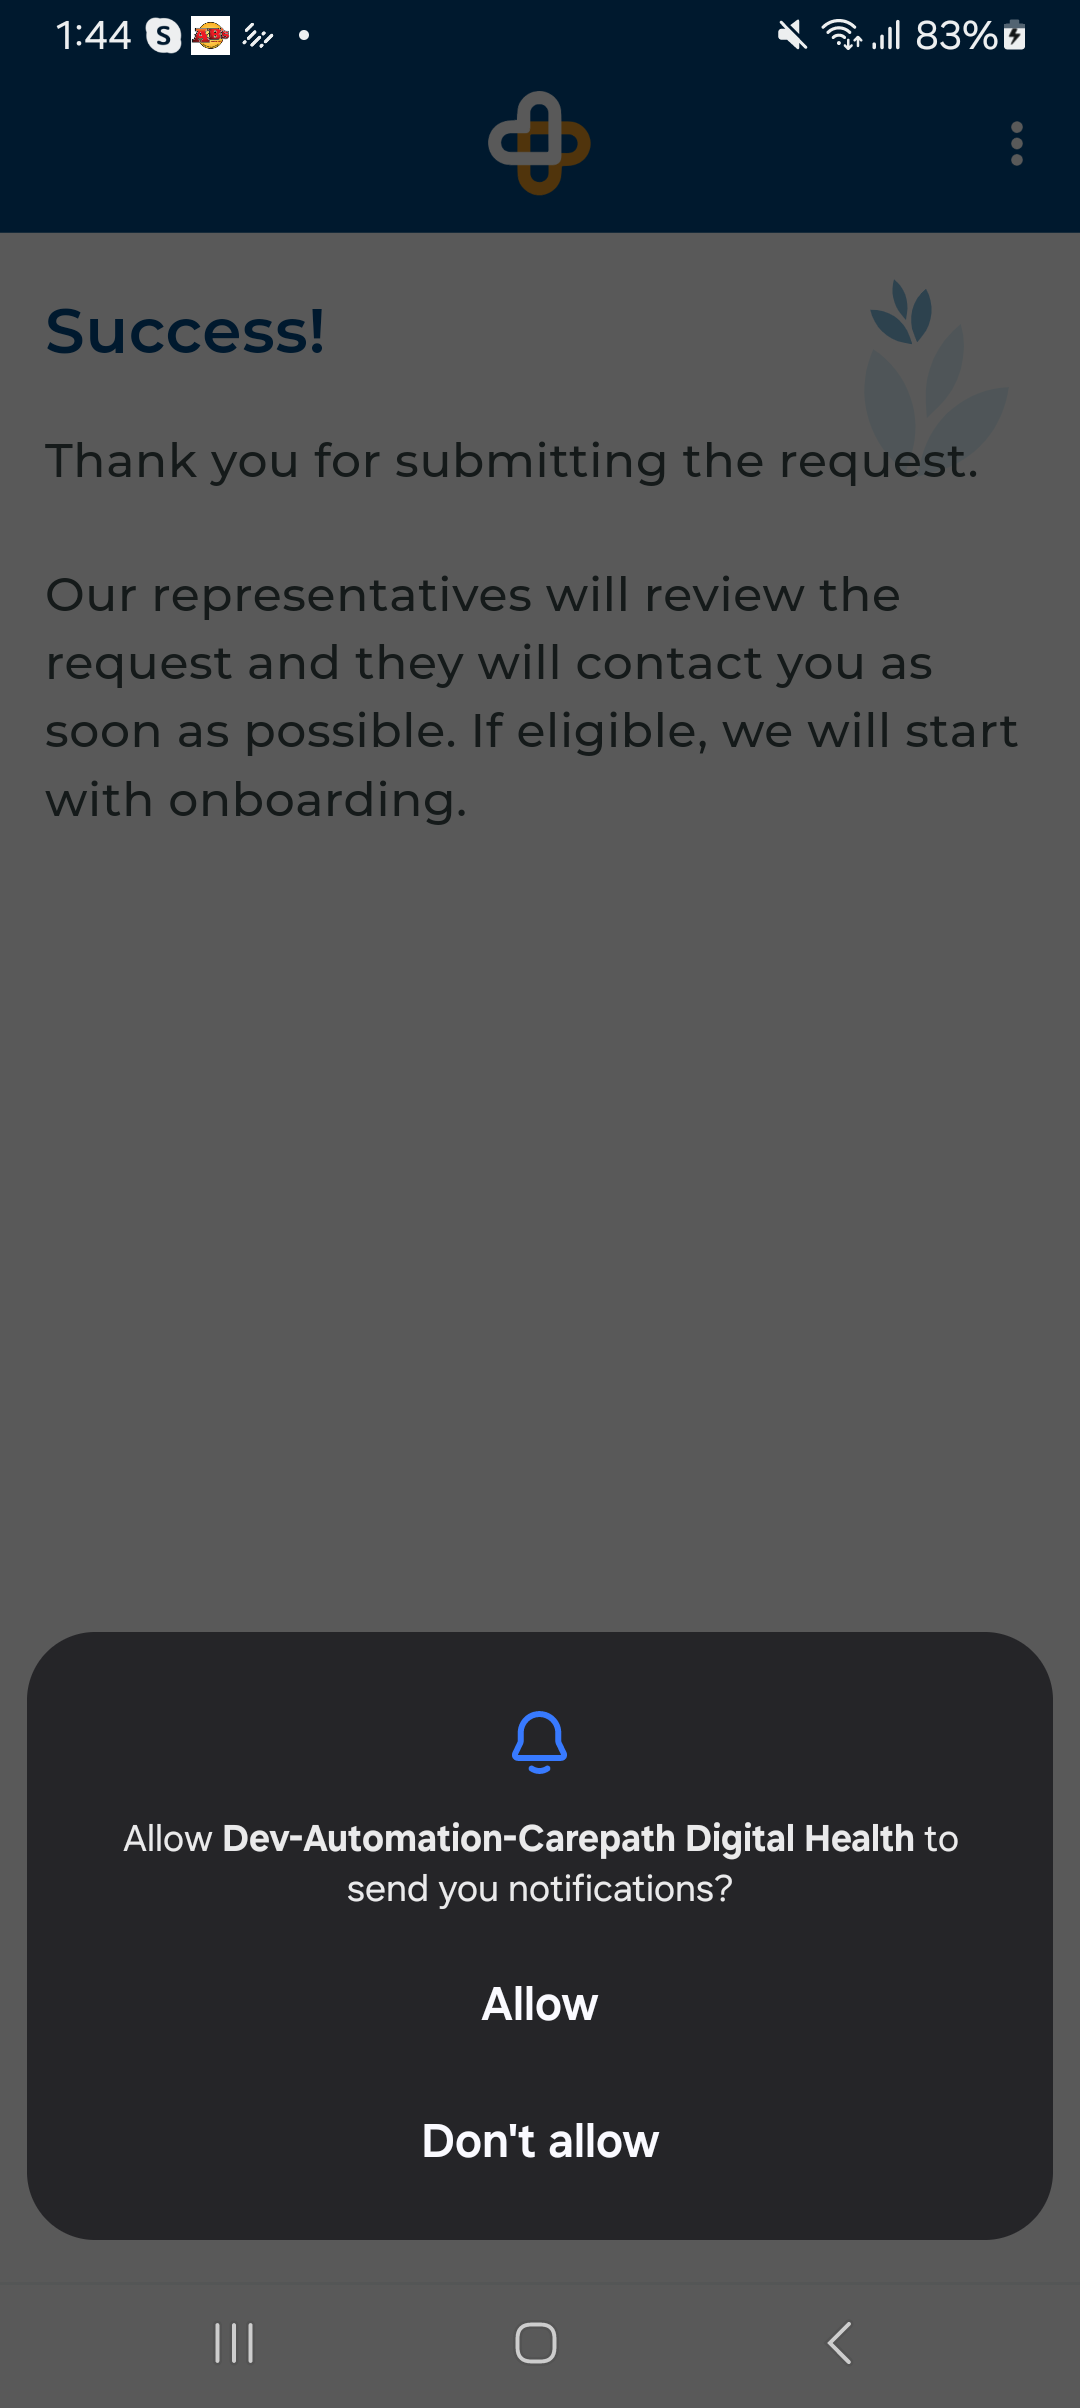 1:44
83%
Success!
Thank you for submitting the request.
Our representatives will review the
request and they will contact you as
soon as possible. If eligible, we will start
with onboarding.
Allow Dev-Automation-Carepath Digital Health to
send you notifications?
Allow
Don't allow